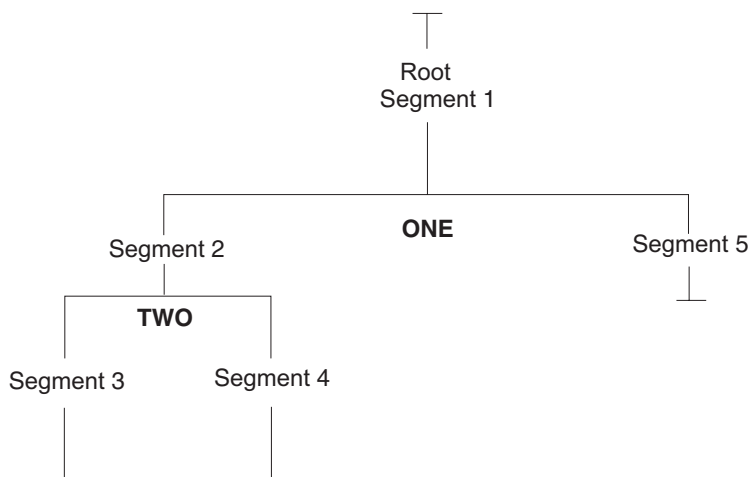 Root
Segment 1
ONE
Segment 2
Segment 5
TWO
Segment 3
Segment 4